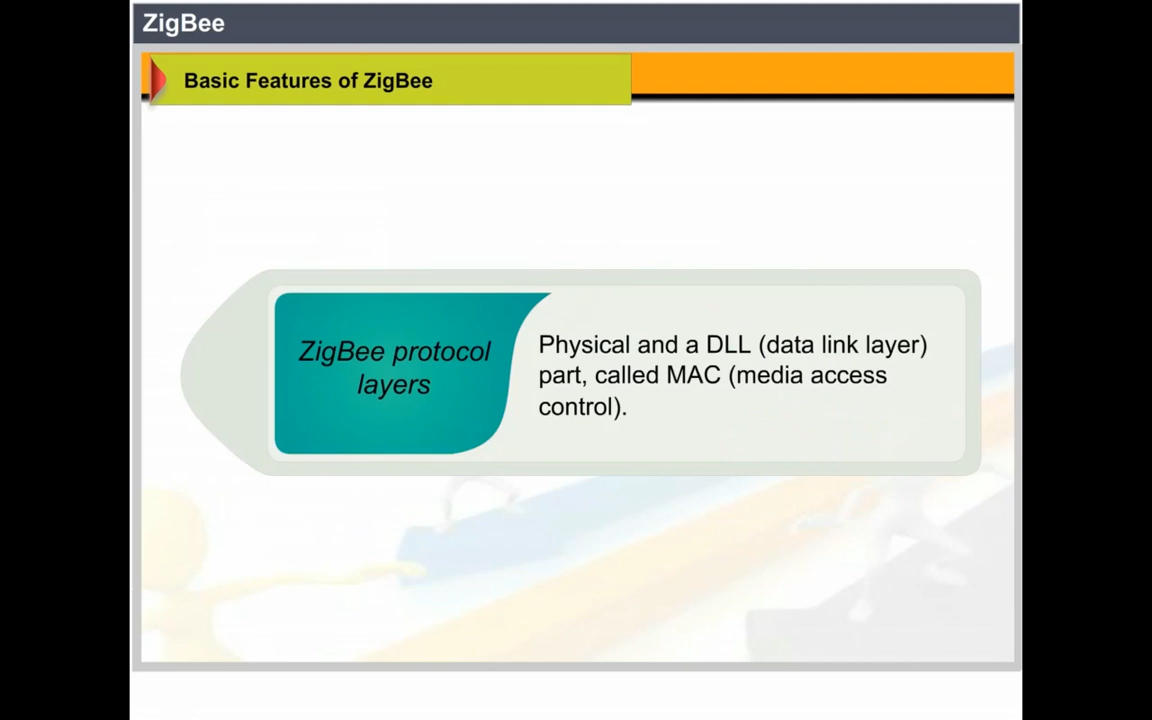 ZigBee
Basic Features of ZigBee
ZigBee protocol
layers
Physical and a DLL (data link layer)
part, called MAC (media access
control).